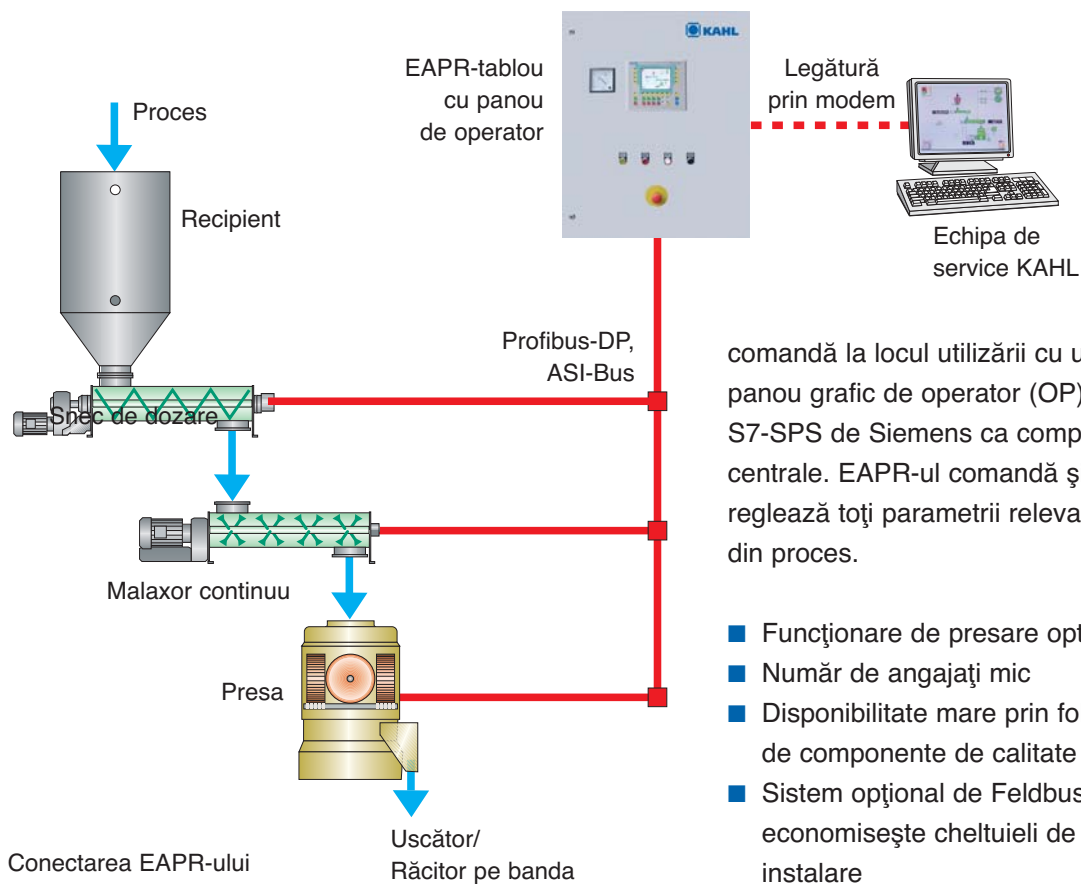 KAHL
EAPR-tablou
cu panou
de operator
Legătură
prin modem
Proces
Recipient
Echipa de
service KAHL
Profibus-DP,
ASI-Bus
Snec de dozare
Malaxor continuu
Presa
Uscător/
Răcitor pe banda
Conectarea EAPR-ului
comandă la locul utilizării cu u
panou grafic de operator (OP)
S7-SPS de Siemens ca comp
centrale. EAPR-ul comandă ş
reglează toţi parametrii releva
din proces.
■ Funcţionare de presare opt
■ Număr de angajaţi mic
■ Disponibilitate mare prin fo
de componente de calitate
■ Sistem opţional de Feldbus
economiseşte cheltuieli de
instalare